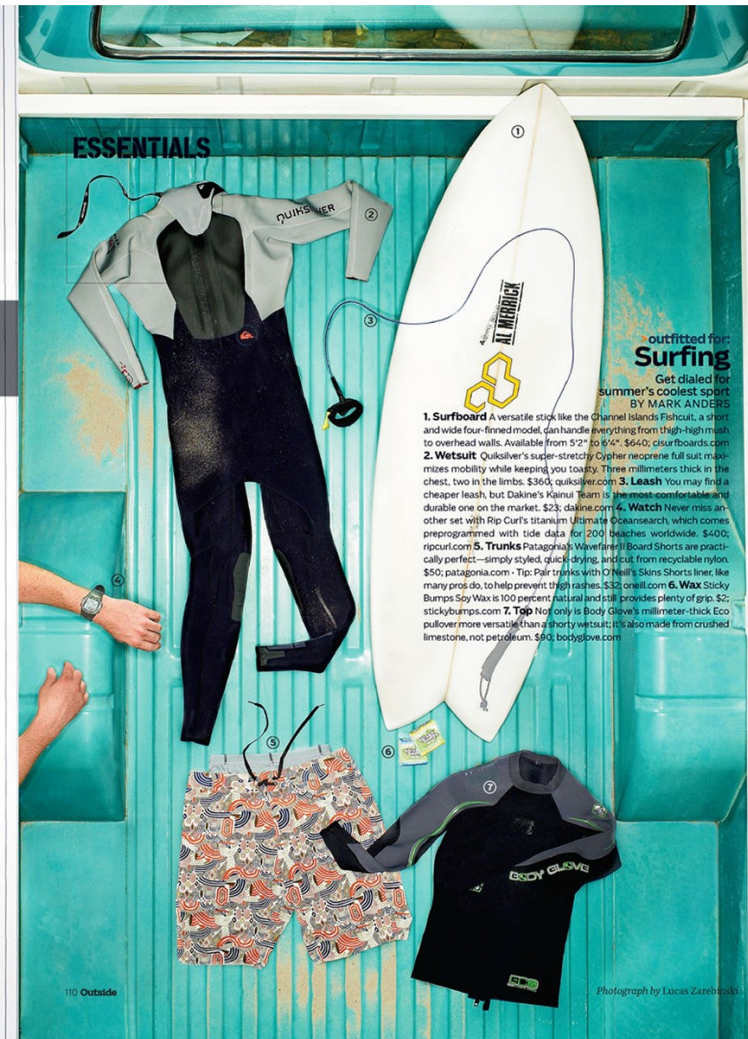 ESSENTIALS
QUIKSILVER
①
②
③
AL MERRICK
>outfitted for:
Surfing
Get dialed for
summer's coolest sport
BY MARK ANDERS
1. Surfboard A versatile stick like the Channel Islands Fishcuit, a short
and wide four-finned model, can handle everything from thigh-high mush
to overhead walls. Available from 5'2" to 6'4". $640; cisurfboards.com
2. Wetsuit Quiksilver's super-stretchy Cypher neoprene full suit maxi-
mizes mobility while keeping you toasty. Three millimeters thick in the
chest, two in the limbs. $360; quiksilver.com 3. Leash You may find a
cheaper leash, but Dakine's Kainui Team is the most comfortable and
durable one on the market. $23; dakine.com 4. Watch Never miss an-
other set with Rip Curl's titanium Ultimate Oceansearch, which comes
preprogrammed with tide data for 200 beaches worldwide. $400;
ripcurl.com 5. Trunks Patagonia's Wavefarer II Board Shorts are practi-
cally perfect—simply styled, quick-drying, and cut from recyclable nylon.
$50; patagonia.com • Tip: Pair trunks with O'Neill's Skins Shorts liner, like
many pros do, to help prevent thigh rashes. $32; oneill.com 6. Wax Sticky
Bumps Soy Wax is 100 percent natural and still provides plenty of grip. $2;
stickybumps.com 7. Top Not only is Body Glove's millimeter-thick Eco
pullover more versatile than a shorty wetsuit; it's also made from crushed
limestone, not petroleum. $90; bodyglove.com
④
⑤
⑥
⑦
BODY GLOVE
ECO
110 Outside
Photograph by Lucas Zarebinski